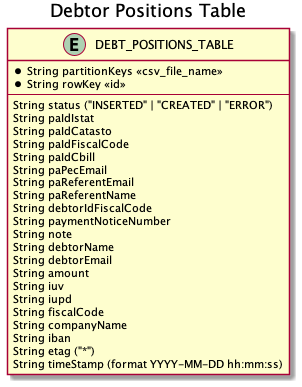 Debtor Positions Table
E DEBT_POSITIONS_TABLE
String partitionKeys «csv_file_name»
String rowKey «id»
String status ("INSERTED" | "CREATED" | "ERROR")
String paIdIstat
String paIdCatasto
String paIdFiscalCode
String paIdCbill
String paPecEmail
String paReferentEmail
String paReferentName
String debtorIdFiscalCode
String paymentNoticeNumber
String note
String debtorName
String debtorEmail
String amount
String iuv
String iupd
String fiscalCode
String companyName
String iban
String etag ("*")
String timeStamp (format YYYY-MM-DD hh:mm:ss)